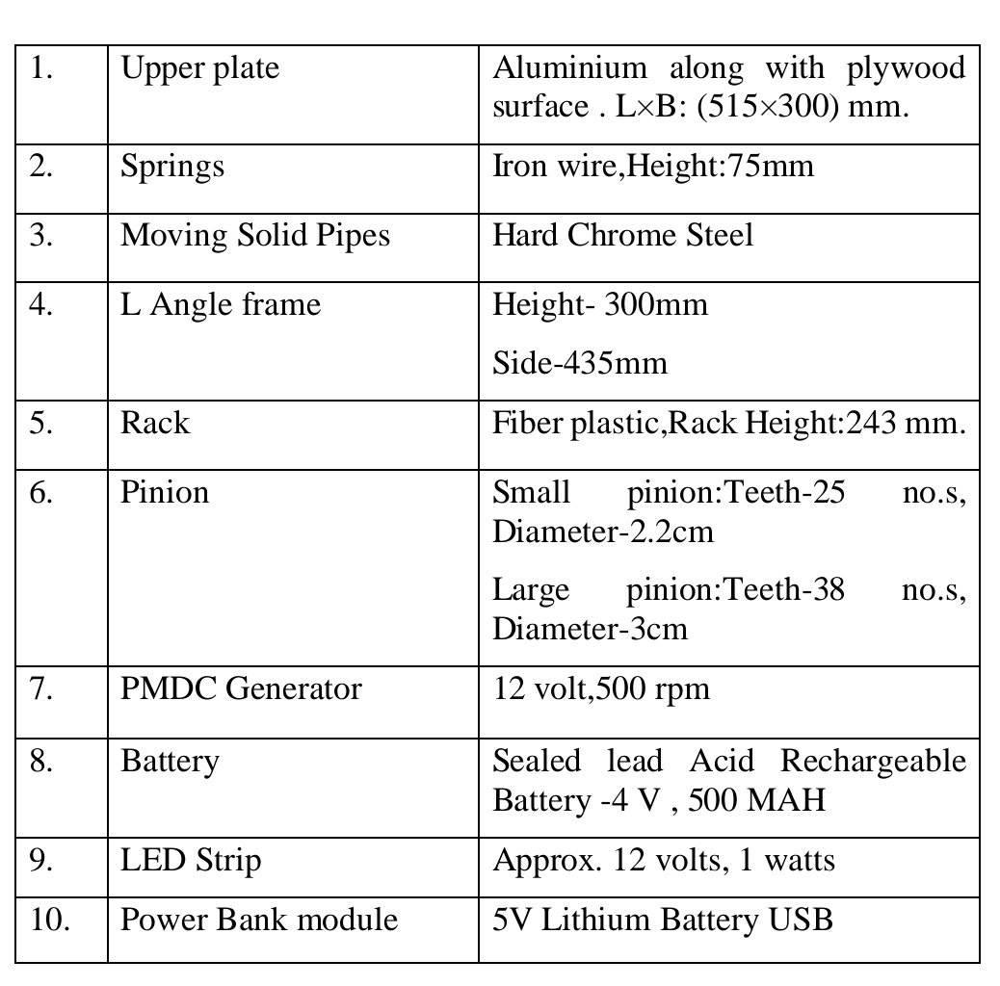 1. Upper plate Aluminium along with plywood
surface . L×B: (515×300) mm.
2. Springs Iron wire,Height:75mm
3. Moving Solid Pipes Hard Chrome Steel
4. L Angle frame Height- 300mm
Side-435mm
5. Rack Fiber plastic,Rack Height:243 mm.
6. Pinion Small pinion:Teeth-25 no.s,
Diameter-2.2cm
Large pinion:Teeth-38 no.s,
Diameter-3cm
7. PMDC Generator 12 volt,500 rpm
8. Battery Sealed lead Acid Rechargeable
Battery -4 V , 500 MAH
9. LED Strip Approx. 12 volts, 1 watts
10. Power Bank module 5V Lithium Battery USB